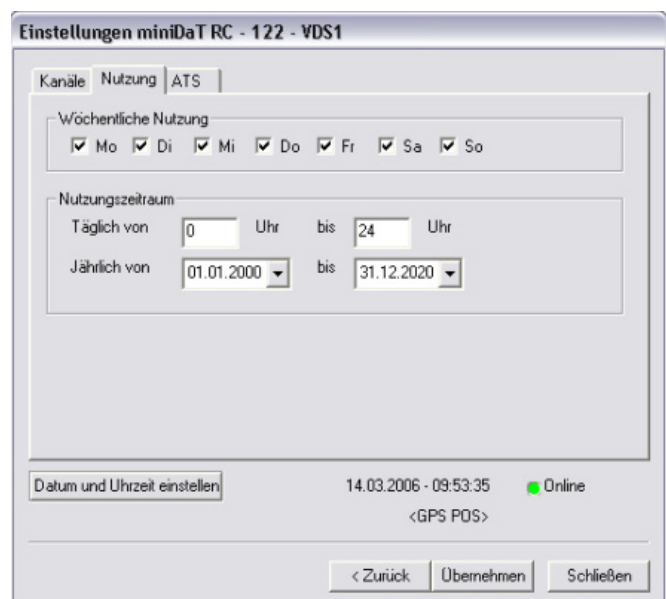 Einstellungen miniDaT RC - 122 - VDS1
Kanäle Nutzung ATS
Wöchentliche Nutzung
Mo Di Mi Do Fr Sa So
Nutzungszeitraum
Täglich von 0 Uhr bis 24 Uhr
Jährlich von 01.01.2000 bis 31.12.2020
Datum und Uhrzeit einstellen 14.03.2006 - 09:53:35 Online
<GPS POS>
< Zurück Übernehmen Schließen